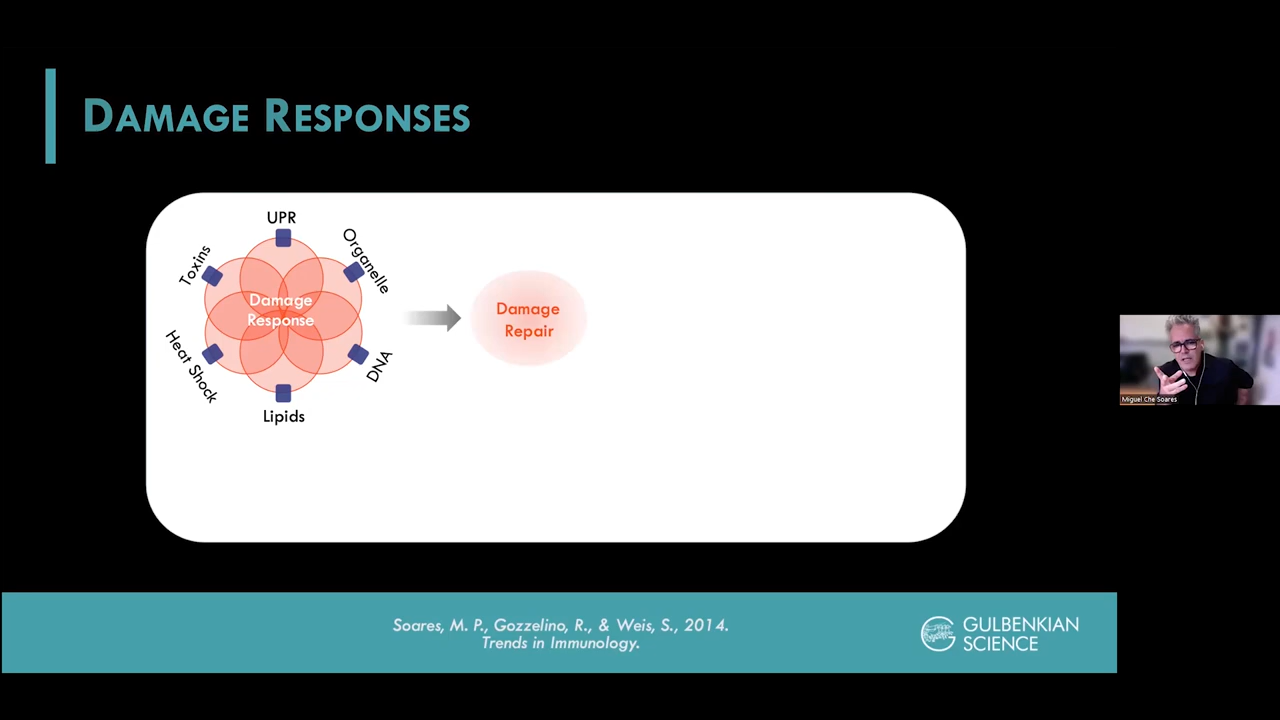 DAMAGE RESPONSES
UPR
Organelle
Toxins
Damage
Response
Heat Shock
DNA
Lipids
Damage
Repair
Miguel Che Soares
Soares, M. P., Gozzelino, R., & Weis, S., 2014.
Trends in Immunology.
GULBENKIAN
SCIENCE